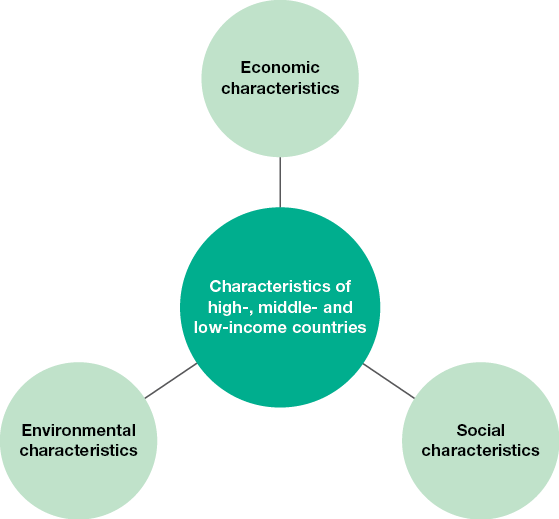 Economic
characteristics
Characteristics of
high-, middle- and
low-income countries
Environmental
characteristics
Social
characteristics